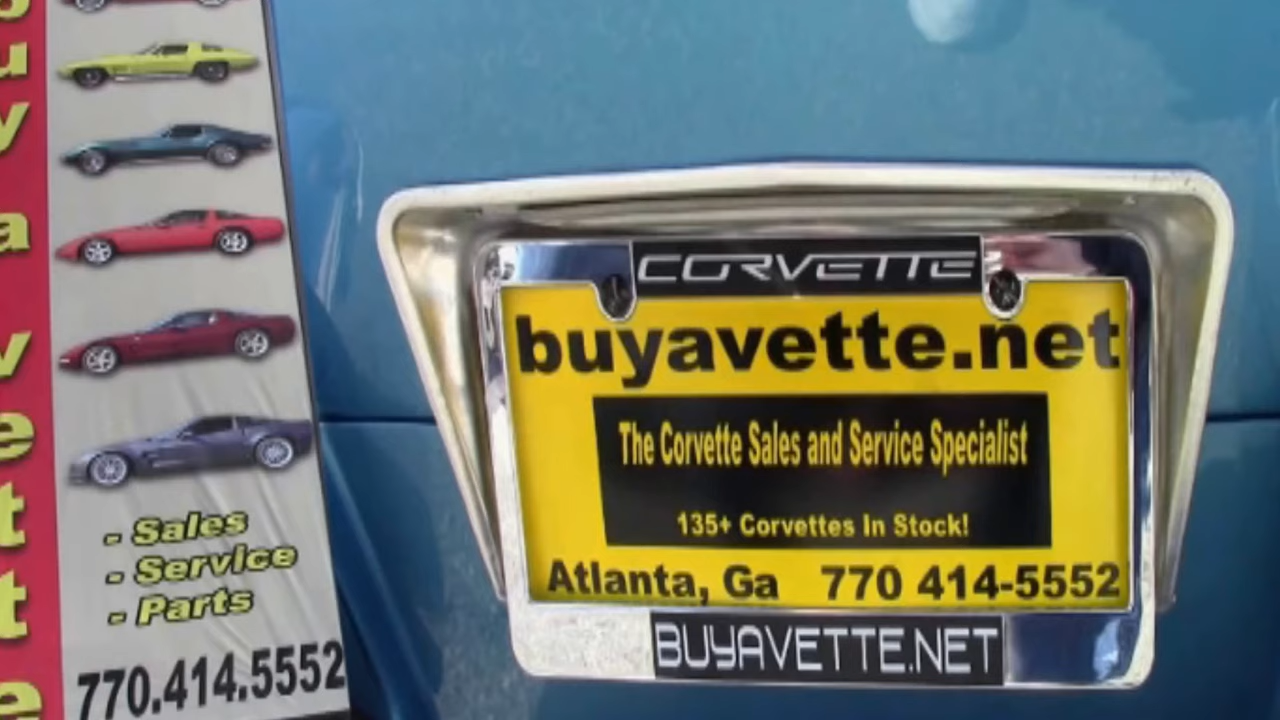 buyavette
- Sales
- Service
- Parts
770.414.5552
CORVETTE
buyavette.net
The Corvette Sales and Service Specialist
135+ Corvettes In Stock!
Atlanta, Ga 770 414-5552
BUYAVETTE.NET